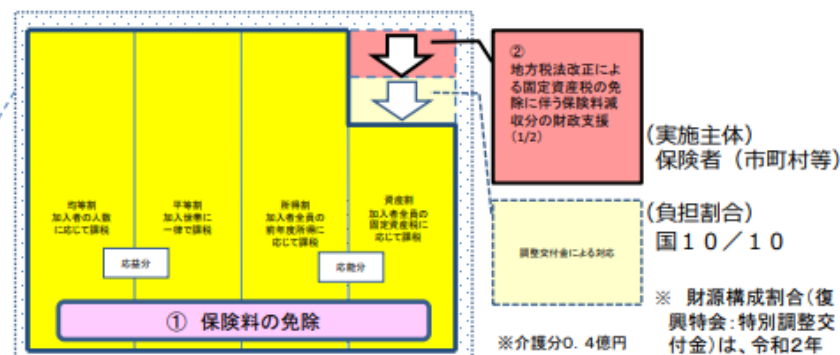 ②
地方税法改正によ
る固定資産税の免
除に伴う保険料減
収分の財政支援
(1/2)
(実施主体)
保険者（市町村等）
均等割
加入者の人数
に応じて課税
平等割
加入世帯に
一律で課税
所得割
加入者全員の
前年度所得に
応じて課税
資産割
加入者全員の
固定資産税に
応じて課税
応益分
応能分
調整交付金による対応
(負担割合)
国１０／１０
① 保険料の免除
※介護分0.4億円
※ 財源構成割合(復
興特会:特別調整交
付金)は、令和2年